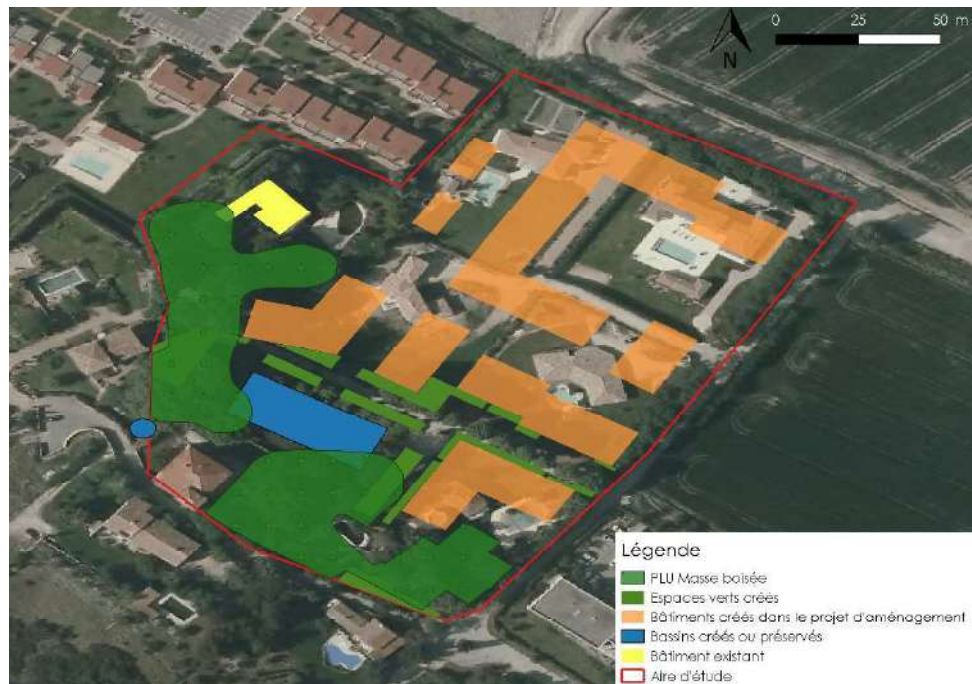 0 25 50 m
N
Légende
PLU Masse boisée
Espaces verts créés
Bâtiments créés dans le projet d'aménagement
Bassins créés ou préservés
Bâtiment existant
Aire d'étude